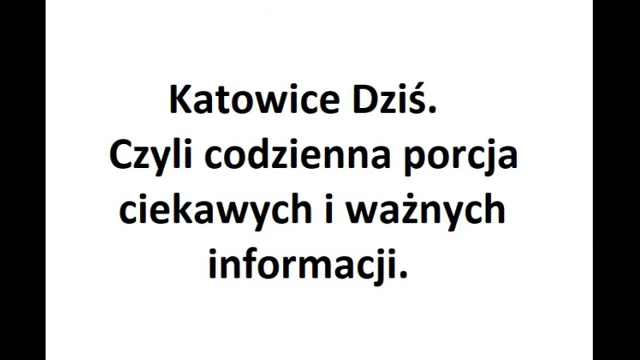 Katowice Dziś.
Czyli codzienna porcja
ciekawych i ważnych
informacji.